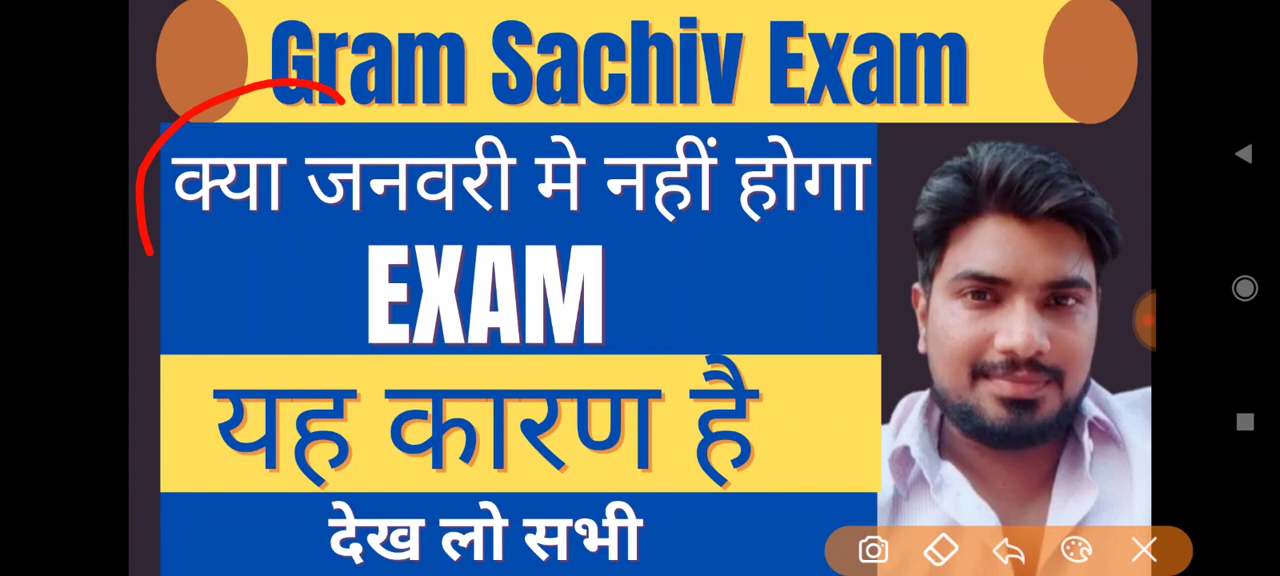 Gram Sachiv Exam
क्या जनवरी मे नहीं होगा
EXAM
यह कारण है
देख लो सभी